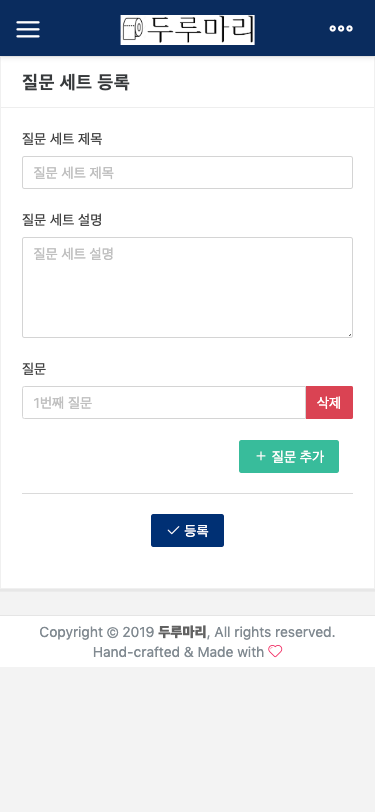 두루마리
질문 세트 등록
질문 세트 제목
질문 세트 제목
질문 세트 설명
질문 세트 설명
질문
1번째 질문 삭제
+ 질문 추가
등록
Copyright © 2019 두루마리, All rights reserved.
Hand-crafted & Made with ♡